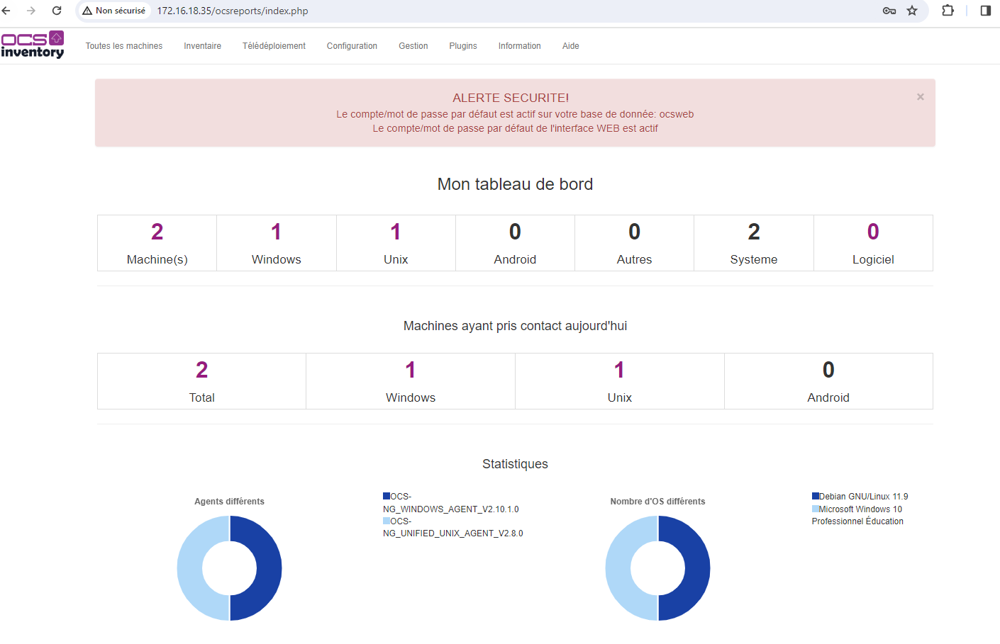 Non sécurisé 172.16.18.35/ocsreports/index.php
OCS
inventory
Toutes les machines Inventaire Télédéploiement Configuration Gestion Plugins Information Aide
ALERTE SECURITE! ×
Le compte/mot de passe par défaut est actif sur votre base de donnée: ocsweb
Le compte/mot de passe par défaut de l'interface WEB est actif
Mon tableau de bord
2 1 1 0 0 2 0
Machine(s) Windows Unix Android Autres Systeme Logiciel
Machines ayant pris contact aujourd'hui
2 1 1 0
Total Windows Unix Android
Statistiques
Agents différents
OCS-
NG_WINDOWS_AGENT_V2.10.1.0
OCS-
NG_UNIFIED_UNIX_AGENT_V2.8.0
Nombre d'OS différents
Debian GNU/Linux 11.9
Microsoft Windows 10
Professionnel Éducation